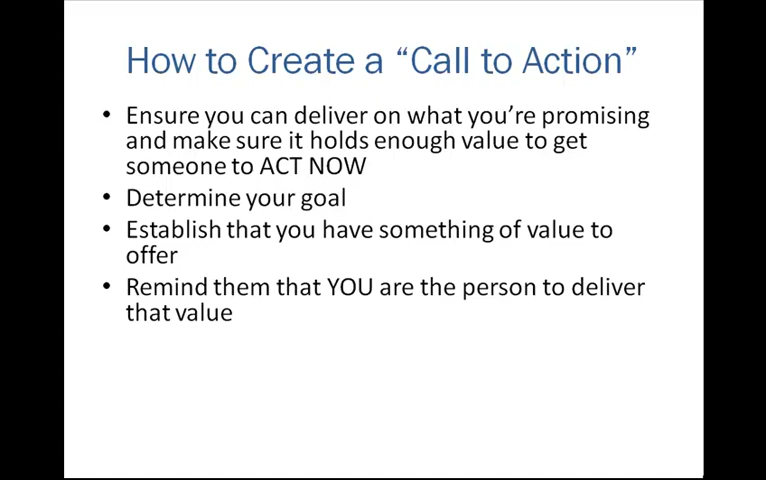 How to Create a “Call to Action”
• Ensure you can deliver on what you’re promising
and make sure it holds enough value to get
someone to ACT NOW
• Determine your goal
• Establish that you have something of value to
offer
• Remind them that YOU are the person to deliver
that value